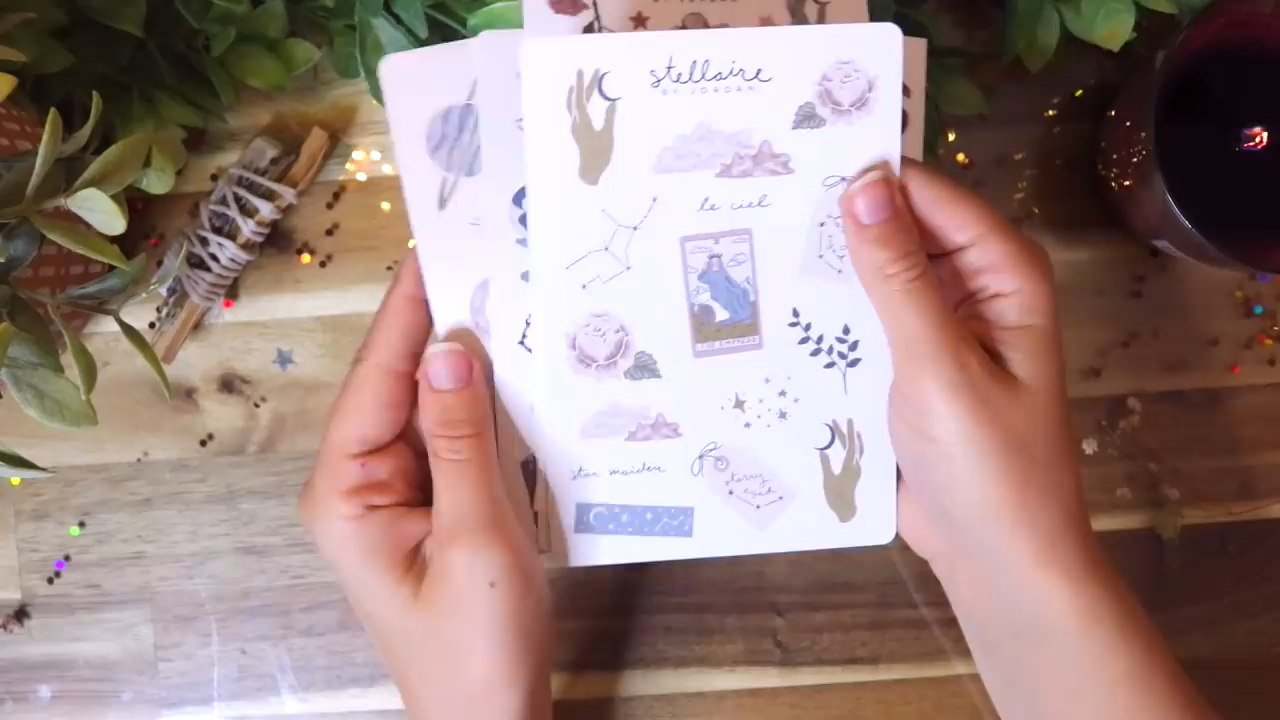 stellaire
BY JORDAN
le ciel
THE EMPRESS
star maiden
starry
eyed